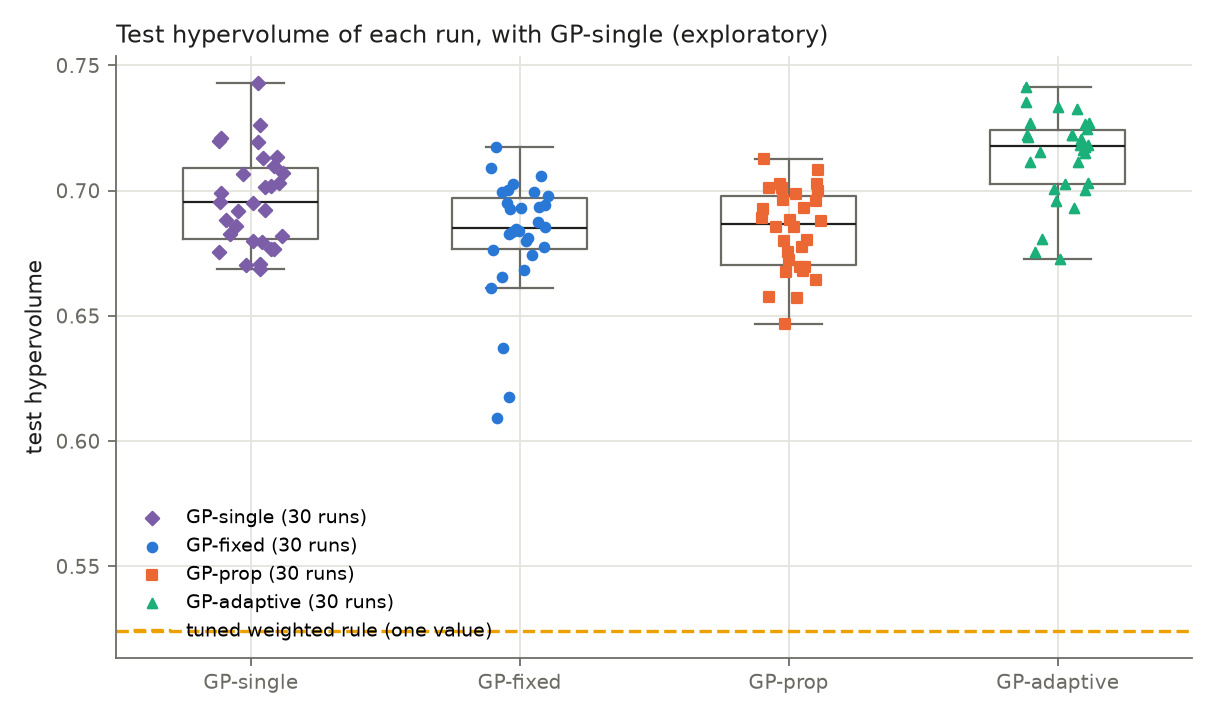 Test hypervolume of each run, with GP-single (exploratory)
test hypervolume
0.75
0.70
0.65
0.60
0.55
GP-single (30 runs)
GP-fixed (30 runs)
GP-prop (30 runs)
GP-adaptive (30 runs)
tuned weighted rule (one value)
GP-single
GP-fixed
GP-prop
GP-adaptive